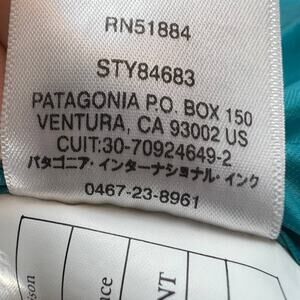 RN51884
STY84683
PATAGONIA P.O. BOX 150
VENTURA, CA 93002 US
CUIT:30-70924649-2
パタゴニア・インターナショナル・インク
0467-23-8961